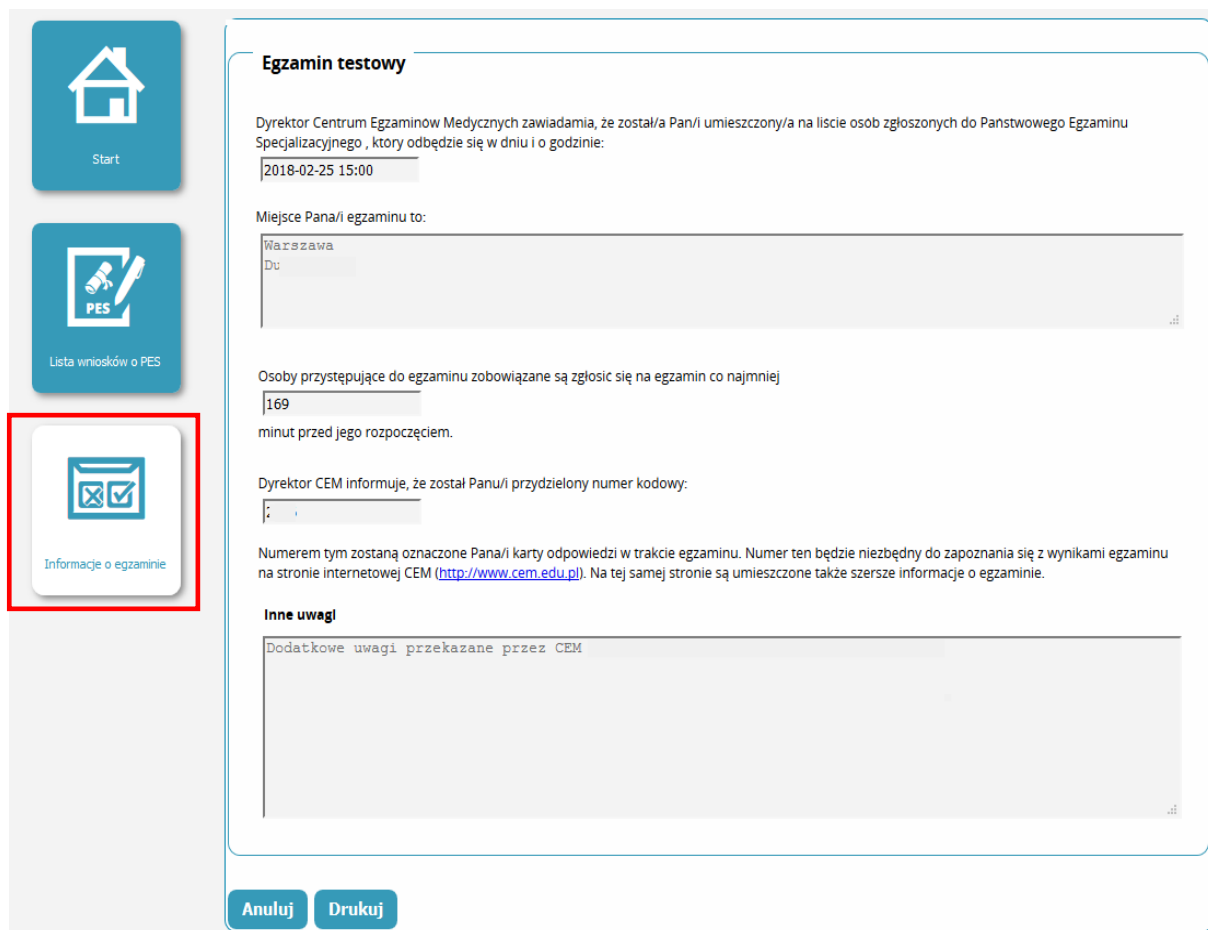 Start
PES
Lista wniosków o PES
Informacje o egzaminie
Egzamin testowy
Dyrektor Centrum Egzaminów Medycznych zawiadamia, że został/a Pan/i umieszczony/a na liście osób zgłoszonych do Państwowego Egzaminu
Specjalizacyjnego , który odbędzie się w dniu i o godzinie:
2018-02-25 15:00
Miejsce Pana/i egzaminu to:
Warszawa
Osoby przystępujące do egzaminu zobowiązane są zgłosić się na egzamin co najmniej
169
minut przed jego rozpoczęciem.
Dyrektor CEM informuje, że został Panu/i przydzielony numer kodowy:
Numerem tym zostaną oznaczone Pana/i karty odpowiedzi w trakcie egzaminu. Numer ten będzie niezbędny do zapoznania się z wynikami egzaminu
na stronie internetowej CEM (http://www.cem.edu.pl). Na tej samej stronie są umieszczone także szersze informacje o egzaminie.
Inne uwagi
Dodatkowe uwagi przekazane przez CEM
Anuluj Drukuj